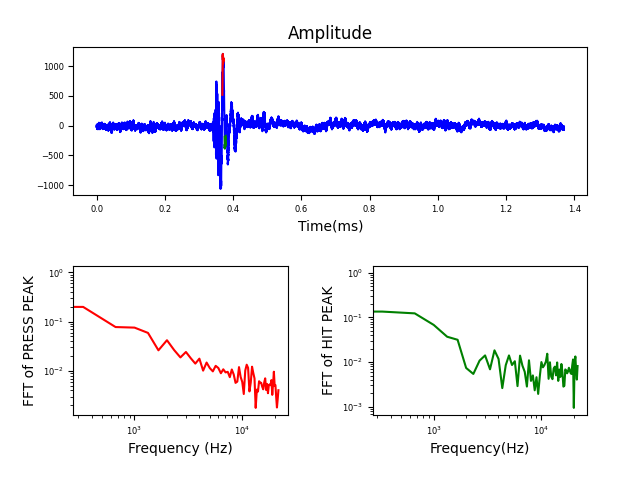 Amplitude
1000
500
0
−500
−1000
0.0 0.2 0.4 0.6 0.8 1.0 1.2 1.4
Time(ms)
FFT of PRESS PEAK
10⁰
10⁻¹
10⁻²
10³ 10⁴
Frequency (Hz)
FFT of HIT PEAK
10⁰
10⁻¹
10⁻²
10⁻³
10³ 10⁴
Frequency(Hz)